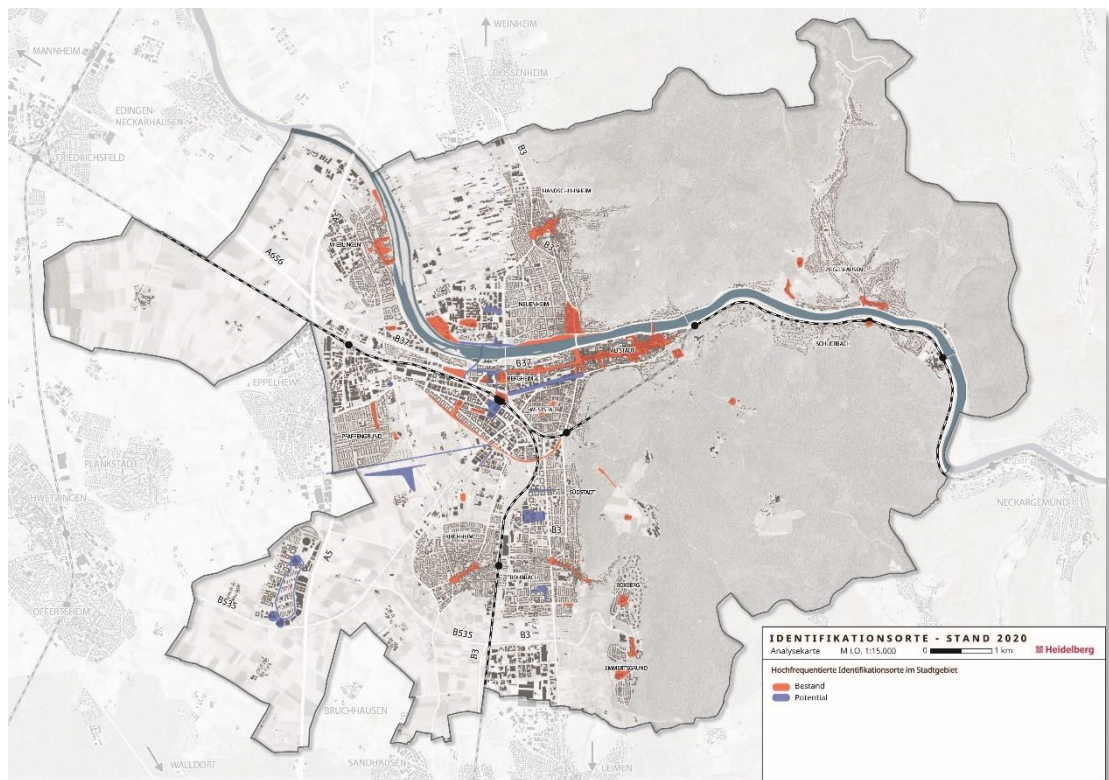 WEINHEIM
MANNHEIM
DOSSENHEIM
EDINGEN
NECKARHAUSEN
FRIEDRICHSFELD
B3
HANDSCHUHSHEIM
B3
WIEBLINGEN
A656
ZIEGELHAUSEN
NEUENHEIM
B37
B37
ALTSTADT
SCHLIERBACH
BERGHEIM
EPPELHEIM
WESTSTADT
PFAFFENGRUND
PLANKSTADT
SCHWETZINGEN
SÜDSTADT
NECKARGEMÜND
B3
KIRCHHEIM
A5
ROHRBACH
BOXBERG
B535
OFTERSHEIM
B535
B3
B3
EMMERTSGRUND
BRUCHHAUSEN
WALLDORF
SANDHAUSEN
LEIMEN
IDENTIFIKATIONSORTE - STAND 2020
Analysekarte M i.O. 1:15.000 0 1 km Heidelberg
Hochfrequentierte Identifikationsorte im Stadtgebiet
Bestand
Potential